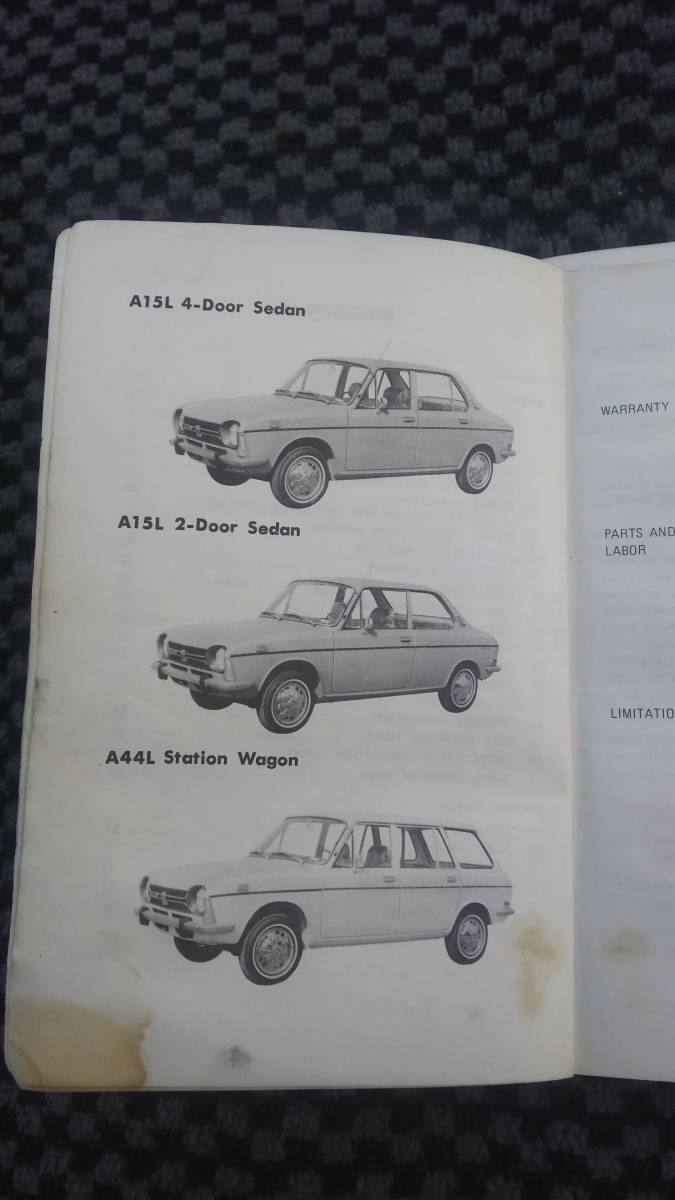 A15L 4-Door Sedan
A15L 2-Door Sedan
A44L Station Wagon
WARRANTY
PARTS AND
LABOR
LIMITATIO